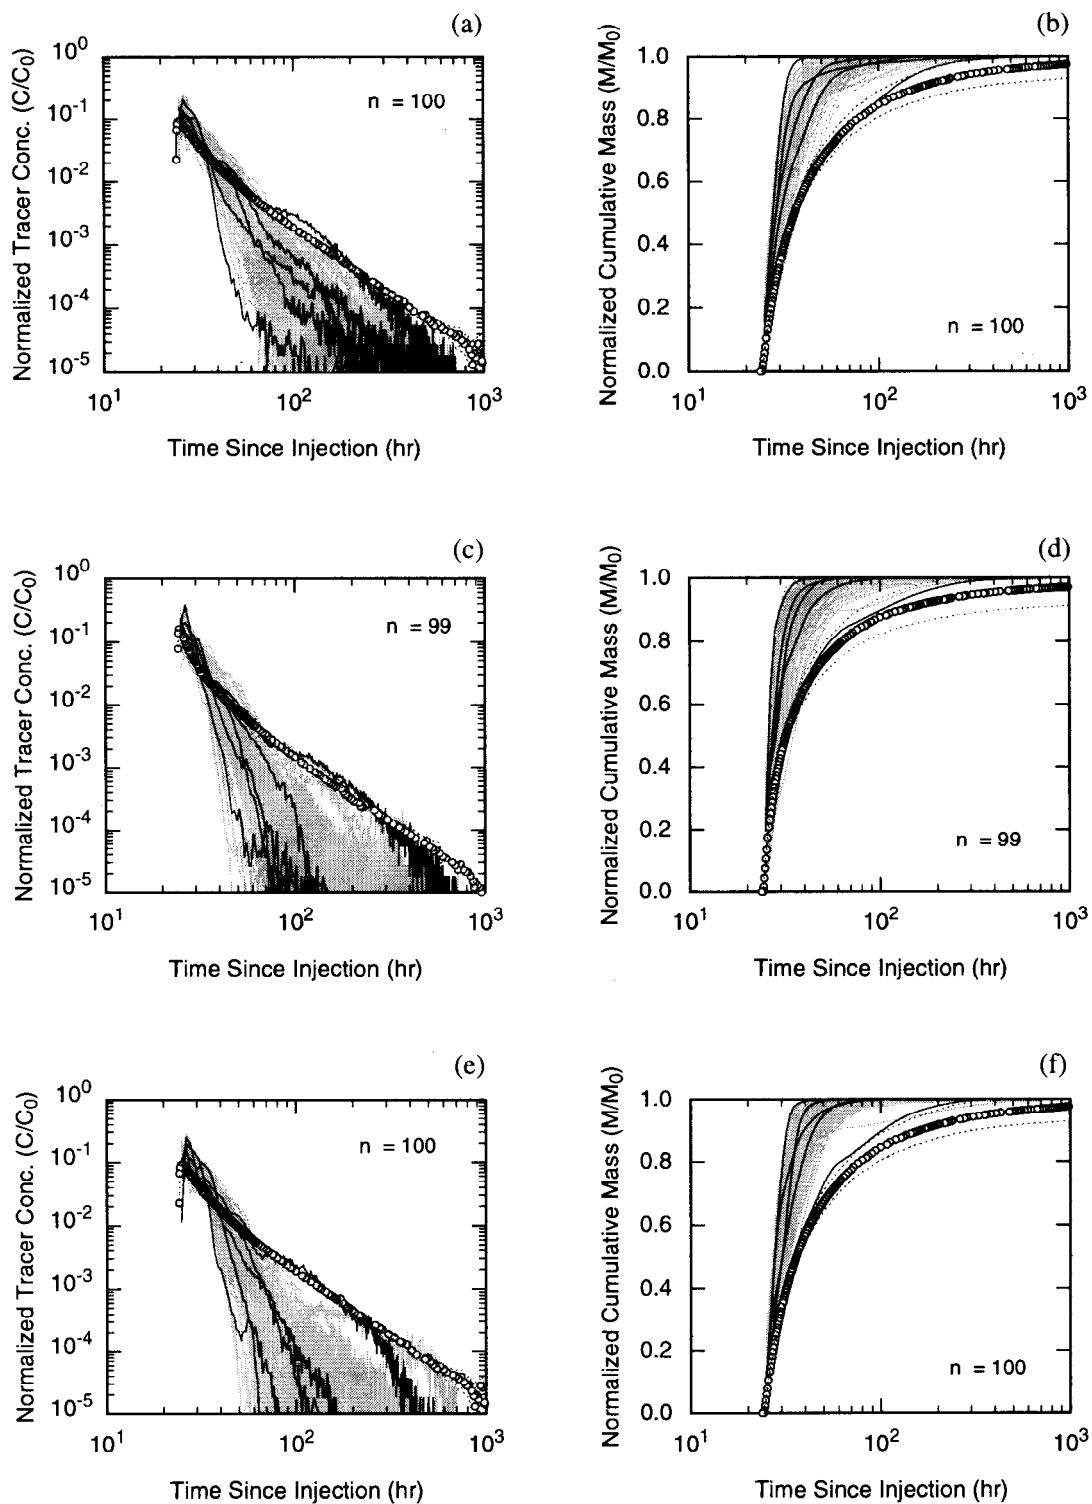 (a)
Normalized Tracer Conc. (C/C0)
10^0
10^-1
10^-2
10^-3
10^-4
10^-5
n = 100
10^1
10^2
10^3
Time Since Injection (hr)
(b)
Normalized Cumulative Mass (M/M0)
1.0
0.8
0.6
0.4
0.2
0.0
n = 100
10^1
10^2
10^3
Time Since Injection (hr)
(c)
Normalized Tracer Conc. (C/C0)
10^0
10^-1
10^-2
10^-3
10^-4
10^-5
n = 99
10^1
10^2
10^3
Time Since Injection (hr)
(d)
Normalized Cumulative Mass (M/M0)
1.0
0.8
0.6
0.4
0.2
0.0
n = 99
10^1
10^2
10^3
Time Since Injection (hr)
(e)
Normalized Tracer Conc. (C/C0)
10^0
10^-1
10^-2
10^-3
10^-4
10^-5
n = 100
10^1
10^2
10^3
Time Since Injection (hr)
(f)
Normalized Cumulative Mass (M/M0)
1.0
0.8
0.6
0.4
0.2
0.0
n = 100
10^1
10^2
10^3
Time Since Injection (hr)